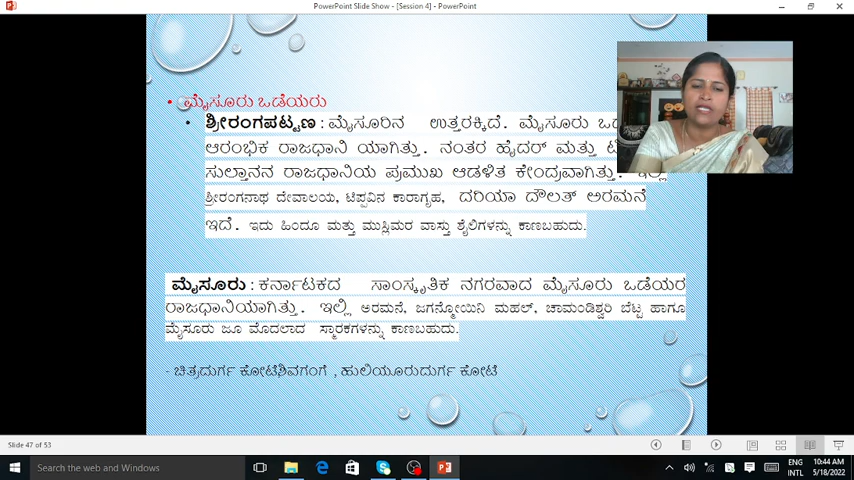 PowerPoint Slide Show - [Session 4] - PowerPoint
• ಮೈಸೂರು ಒಡೆಯರು
• ಶ್ರೀರಂಗಪಟ್ಟಣ : ಮೈಸೂರಿನ ಉತ್ತರಕ್ಕಿದೆ. ಮೈಸೂರು
ಆರಂಭಿಕ ರಾಜಧಾನಿ ಯಾಗಿತ್ತು. ನಂತರ ಹೈದರ್ ಮತ್ತು
ಸುಲ್ತಾನನ ರಾಜಧಾನಿಯ ಪ್ರಮುಖ ಆಡಳಿತ ಕೇಂದ್ರವಾಗಿತ್ತು.
ಶ್ರೀರಂಗನಾಥ ದೇವಾಲಯ, ಟಿಪ್ಪವಿನ ಕಾರಾಗೃಹ, ದರಿಯಾ ದೌಲತ್ ಅರಮನೆ
ಇದೆ. ಇದು ಹಿಂದೂ ಮತ್ತು ಮುಸ್ಲಿಮರ ವಾಸ್ತು ಶೈಲಿಗಳನ್ನು ಕಾಣಬಹುದು.
ಮೈಸೂರು : ಕರ್ನಾಟಕದ ಸಾಂಸ್ಕೃತಿಕ ನಗರವಾದ ಮೈಸೂರು ಒಡೆಯರ
ರಾಜಧಾನಿಯಾಗಿತ್ತು. ಇಲ್ಲಿ ಅರಮನೆ, ಜಗನ್ಮೋಯಿನಿ ಮಹಲ್, ಚಾಮಂಡಿಶ್ವರಿ ಬೆಟ್ಟ ಹಾಗೂ
ಮೈಸೂರು ಜೂ ಮೊದಲಾದ ಸ್ಮಾರಕಗಳನ್ನು ಕಾಣಬಹುದು.
- ಚಿತ್ರದುರ್ಗ ಕೋಟೆಶಿವಗಂಗೆ , ಹುಲಿಯೂರುದುರ್ಗ ಕೋಟೆ
Slide 47 of 53
Search the web and Windows
ENG
INTL
10:44 AM
5/18/2022